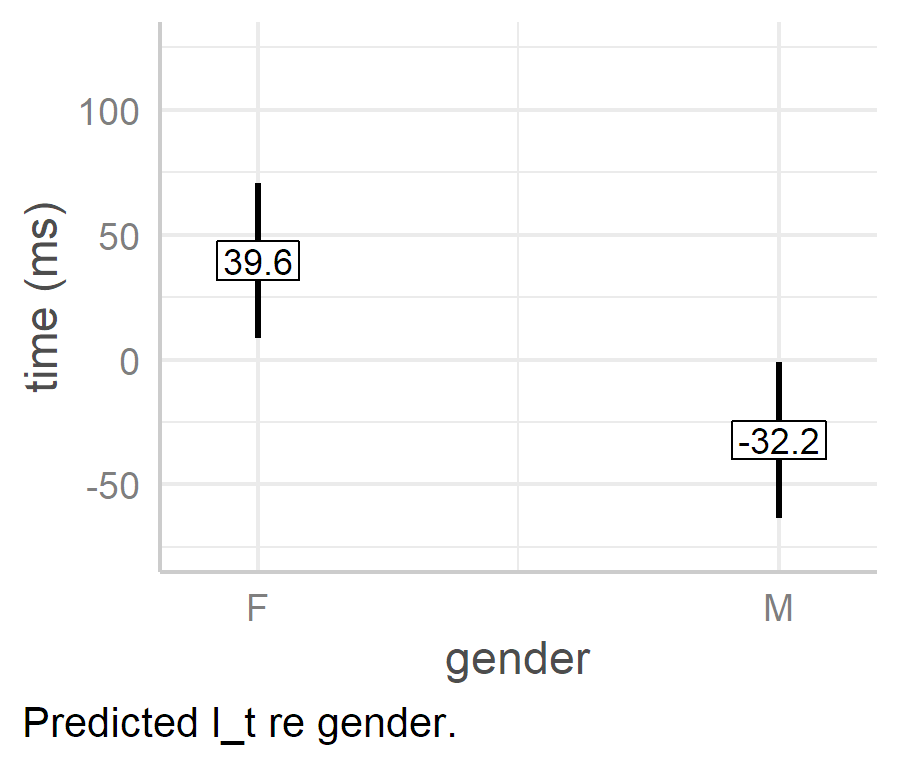 time (ms)
100
50
0
-50
39.6
-32.2
F
M
gender
Predicted l_t re gender.